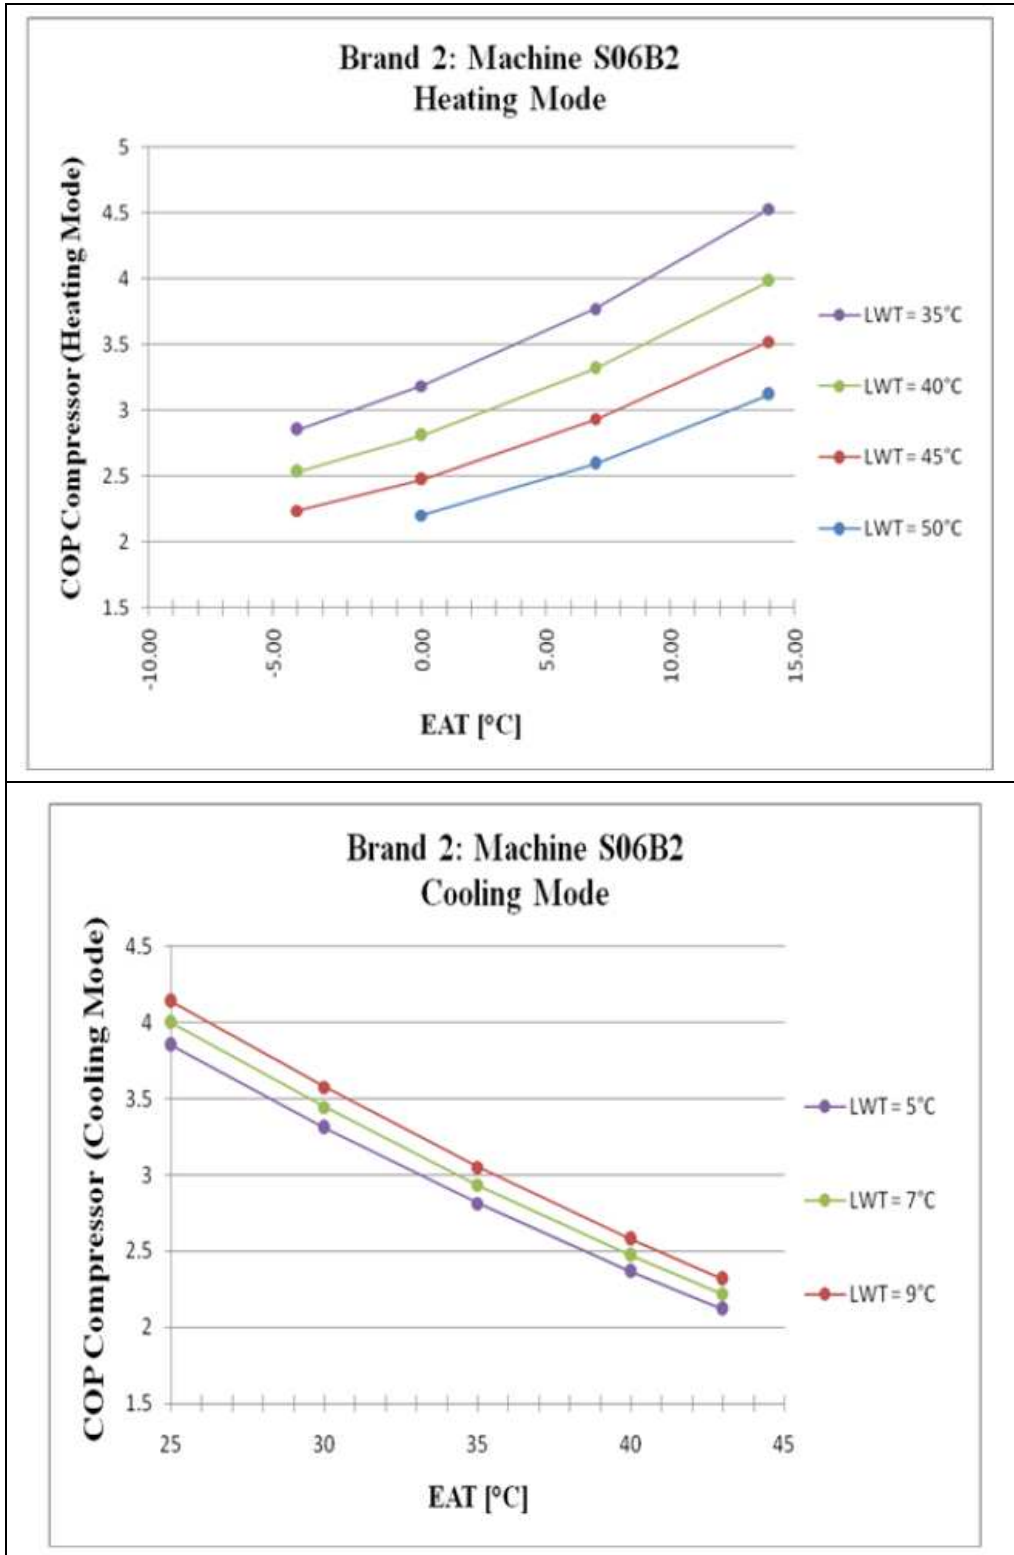 Brand 2: Machine S06B2
Heating Mode
COP Compressor (Heating Mode)
5
4.5
4
3.5
3
2.5
2
1.5
-10.00
-5.00
0.00
5.00
10.00
15.00
EAT [°C]
LWT = 35°C
LWT = 40°C
LWT = 45°C
LWT = 50°C
Brand 2: Machine S06B2
Cooling Mode
COP Compressor (Cooling Mode)
4.5
4
3.5
3
2.5
2
1.5
25
30
35
40
45
EAT [°C]
LWT = 5°C
LWT = 7°C
LWT = 9°C